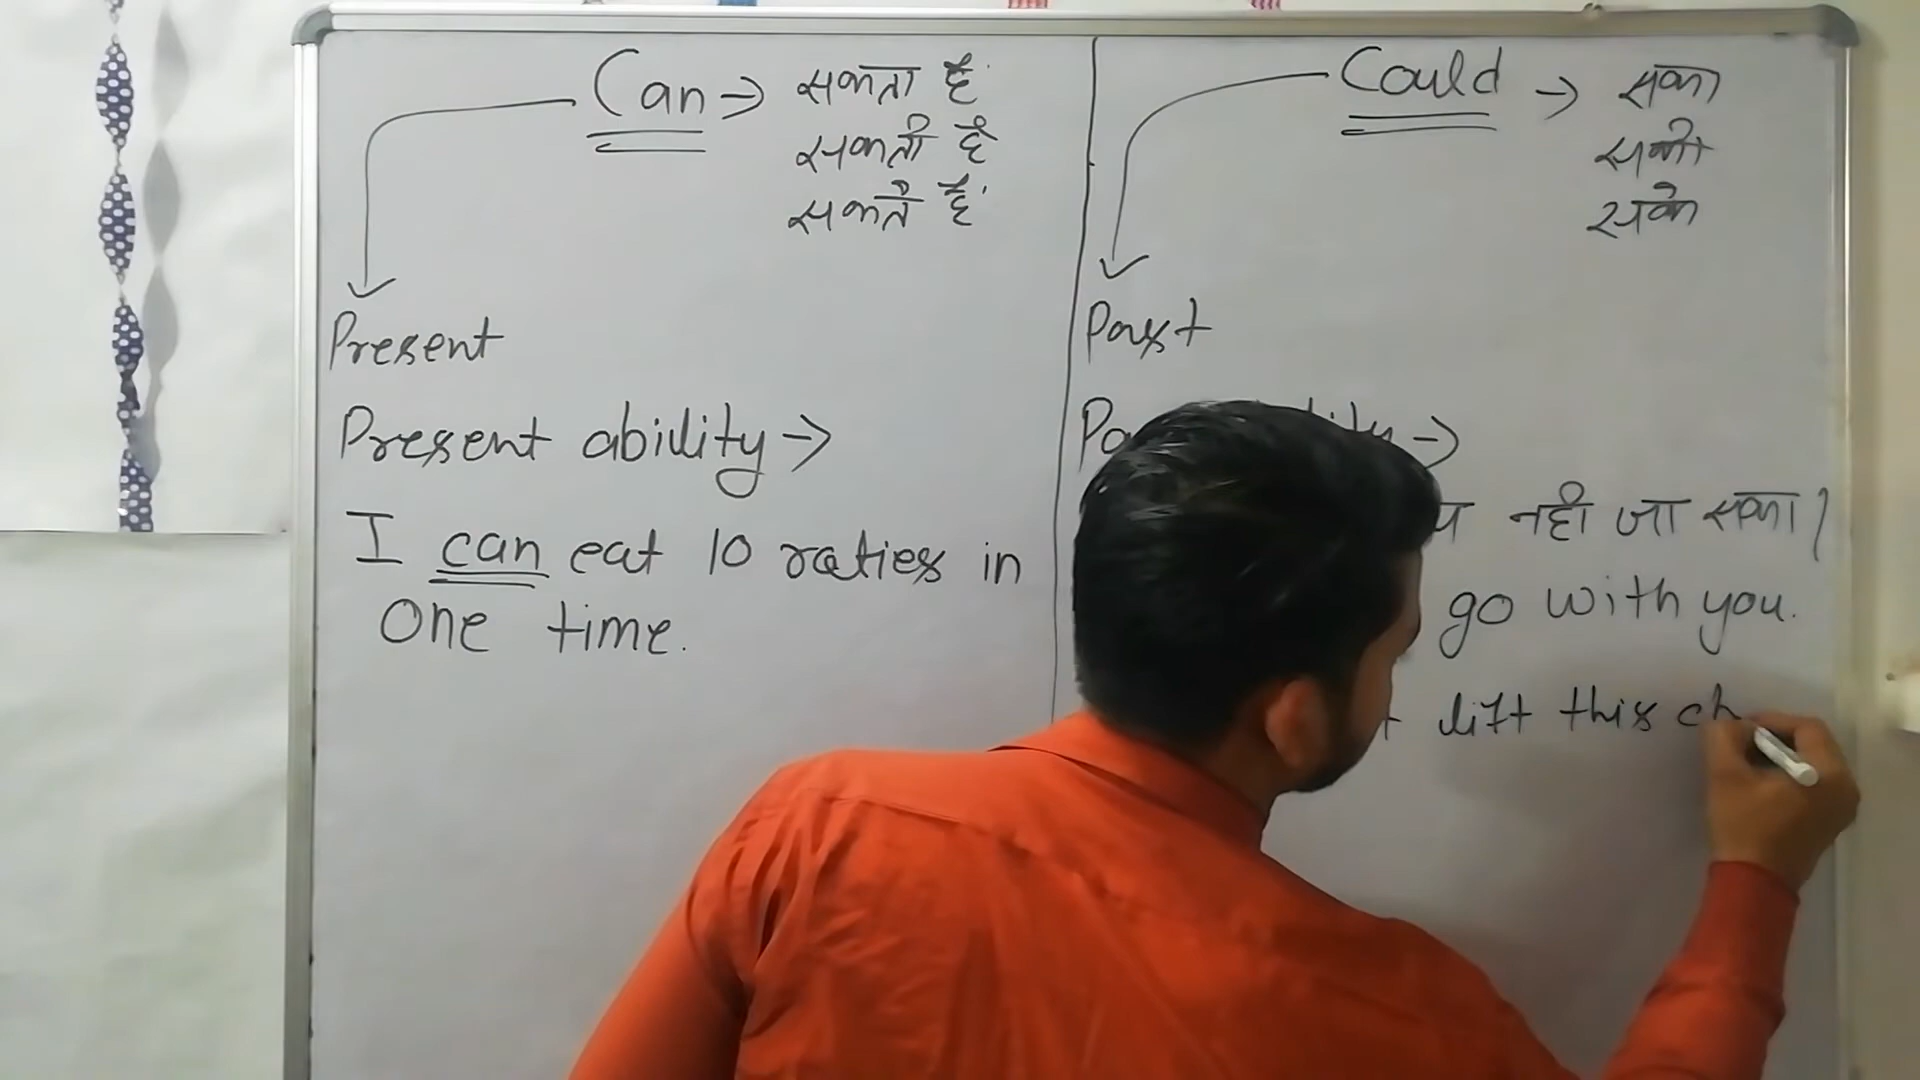 Can → सकता है
सकती है
सकते हैं
Present
Present ability →
I can eat 10 roties in
one time.
Could → सका
सकी
सके
Past
नहीं जा सका।
go with you.
lift this ch